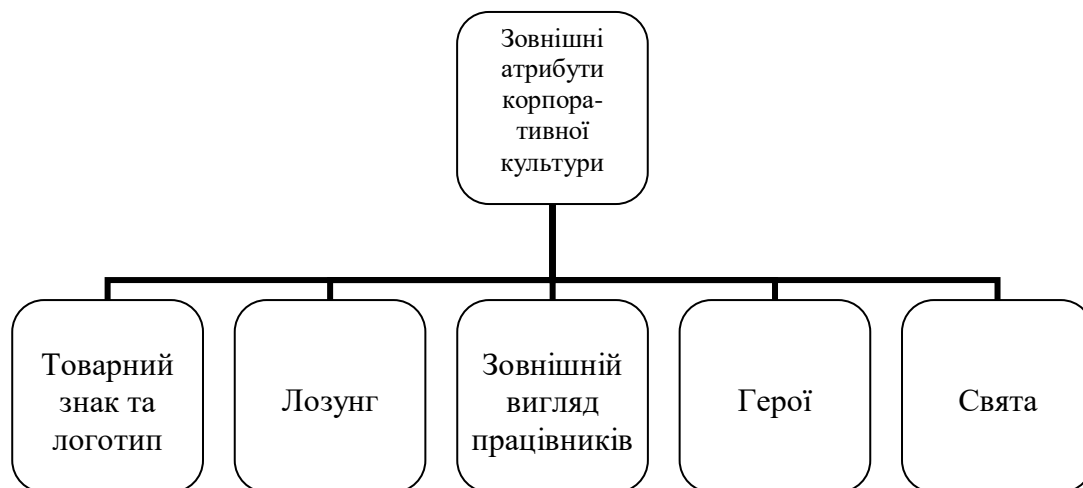 Зовнішні
атрибути
корпора-
тивної
культури
Товарний
знак та
логотип
Лозунг
Зовнішній
вигляд
працівників
Герої
Свята